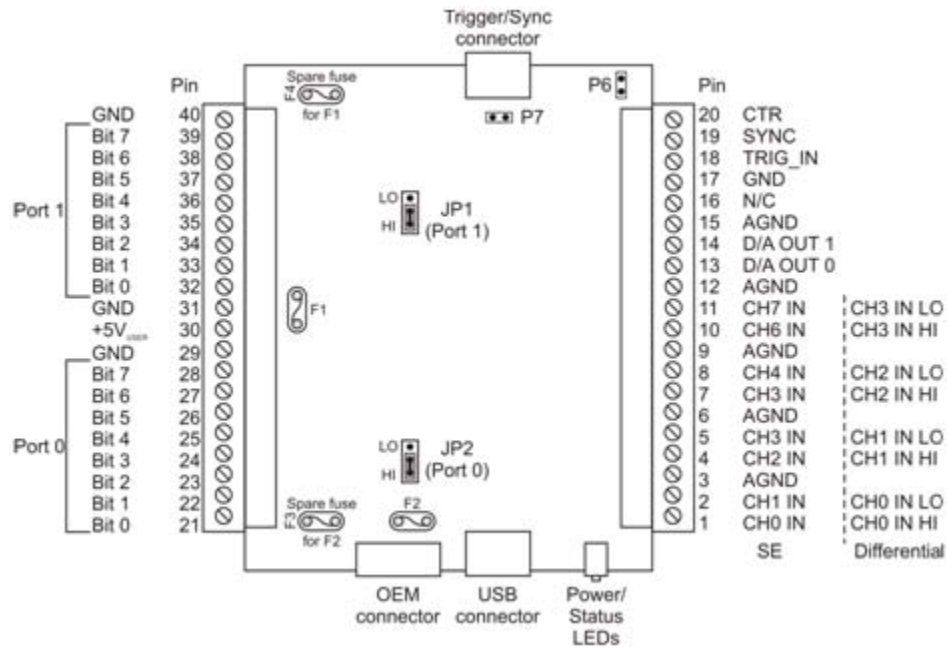 Trigger/Sync
connector
Pin
GND 40
Bit 7 39
Bit 6 38
Bit 5 37
Bit 4 36
Bit 3 35
Bit 2 34
Bit 1 33
Bit 0 32
Port 1
GND 31
+5V USER 30
GND 29
Bit 7 28
Bit 6 27
Bit 5 26
Bit 4 25
Bit 3 24
Bit 2 23
Bit 1 22
Bit 0 21
Port 0
Spare fuse
F4
for F1
P6
P7
LO
HI
JP1
(Port 1)
F1
LO
HI
JP2
(Port 0)
Spare fuse
F3
for F2
F2
Pin
20 CTR
19 SYNC
18 TRIG_IN
17 GND
16 N/C
15 AGND
14 D/A OUT 1
13 D/A OUT 0
12 AGND
11 CH7 IN CH3 IN LO
10 CH6 IN CH3 IN HI
9 AGND
8 CH4 IN CH2 IN LO
7 CH3 IN CH2 IN HI
6 AGND
5 CH3 IN CH1 IN LO
4 CH2 IN CH1 IN HI
3 AGND
2 CH1 IN CH0 IN LO
1 CH0 IN CH0 IN HI
SE Differential
OEM
connector
USB
connector
Power/
Status
LEDs